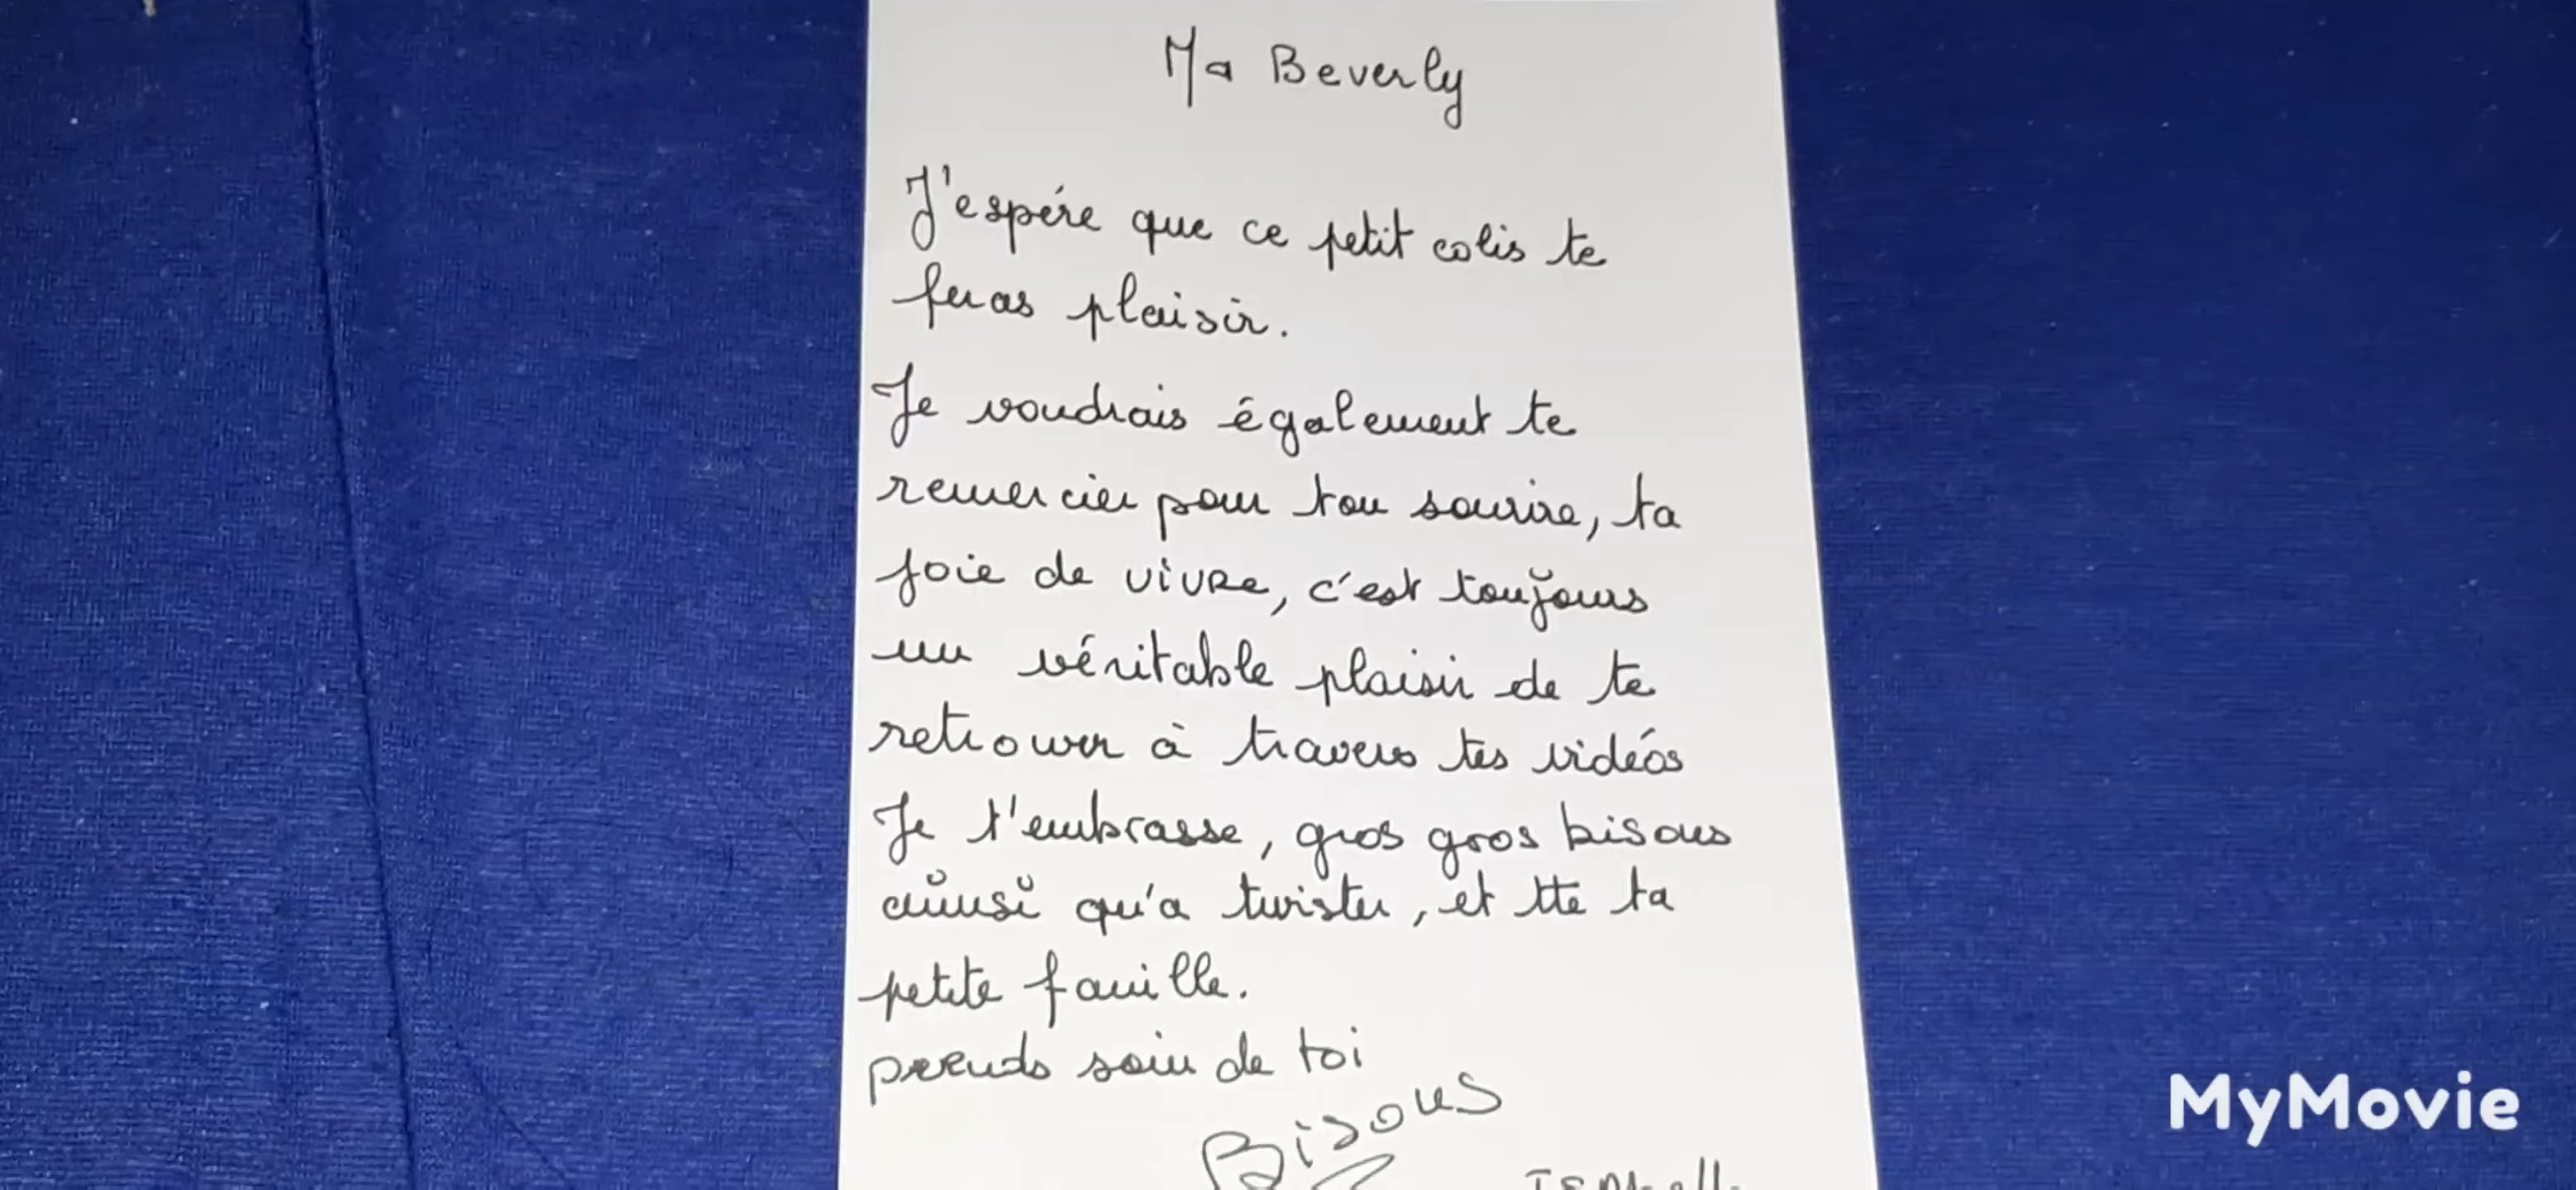 Ma Beverly
J'espére que ce petit colis te
feras plaisir.
Je voudrais également te
remercier pour ton sourire, ta
joie de vivre, c'est toujours
un véritable plaisir de te
retrouver à travers tes vidéos
Je t'embrasse, gros gros bisous
ainsi qu'a twister, et tte ta
petite famille.
prends soin de toi
Bisous
MyMovie